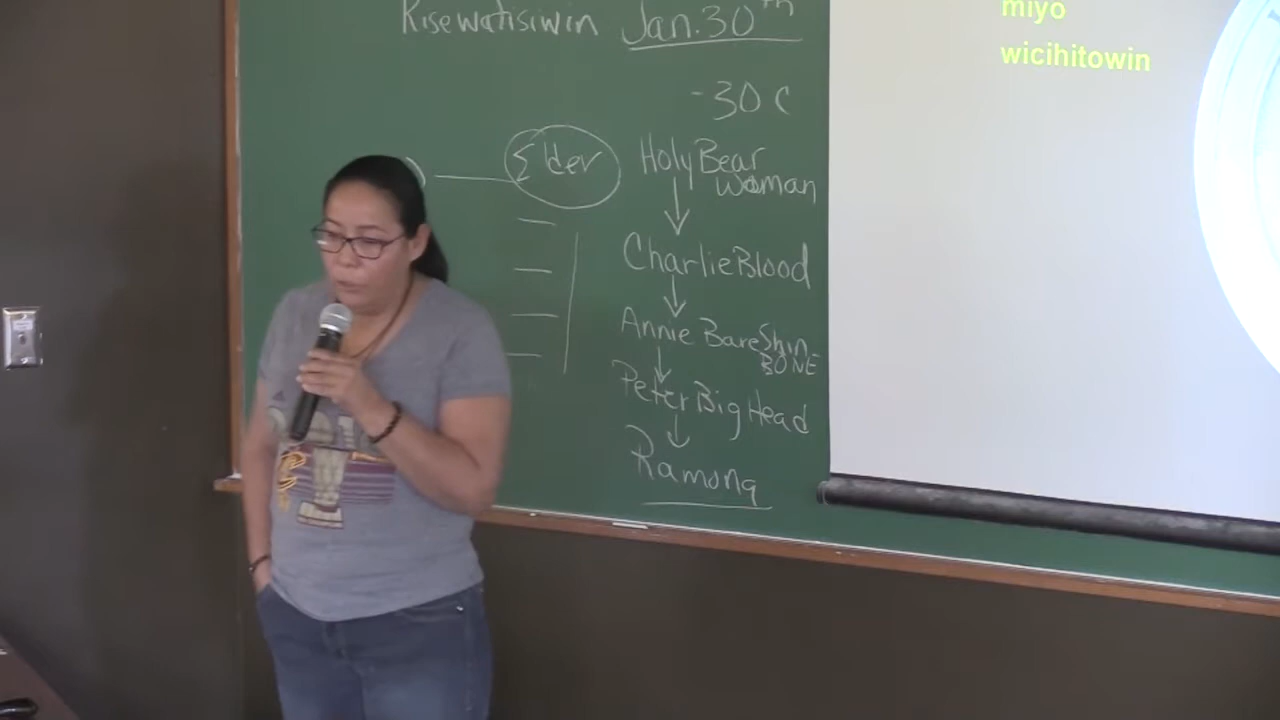 Kisewatisiwin Jan. 30th
-30 C
Elder
Holy Bear
Woman
Charlie Blood
Annie Bare Shin
BONE
Peter Big Head
Ramona
miyo
wicihitowin